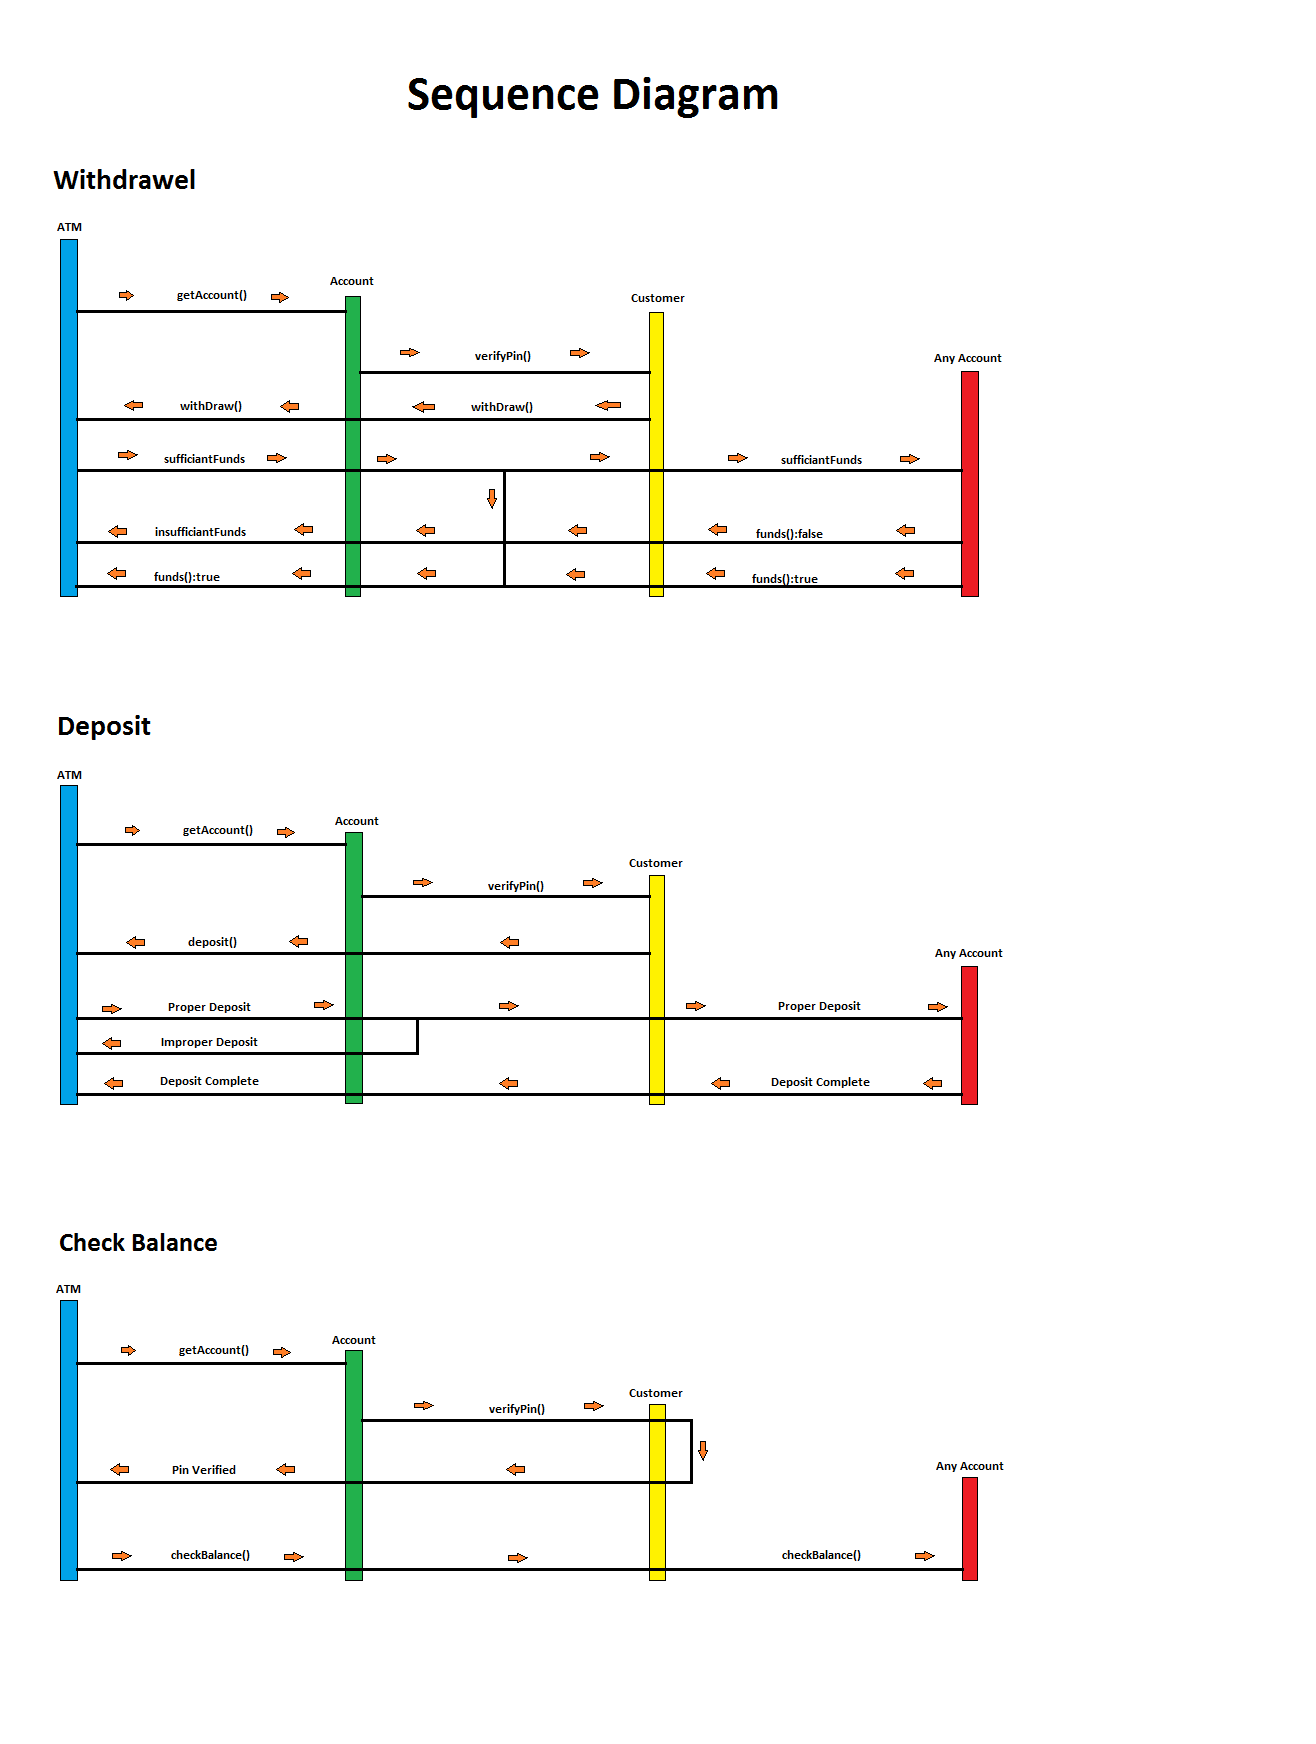 Sequence Diagram
Withdrawel
ATM
Account
getAccount()
Customer
verifyPin()
Any Account
withDraw() withDraw()
sufficiantFunds sufficiantFunds
insufficiantFunds funds():false
funds():true funds():true
Deposit
ATM
Account
getAccount()
Customer
verifyPin()
deposit()
Any Account
Proper Deposit Proper Deposit
Improper Deposit
Deposit Complete Deposit Complete
Check Balance
ATM
Account
getAccount()
Customer
verifyPin()
Any Account
Pin Verified
checkBalance() checkBalance()